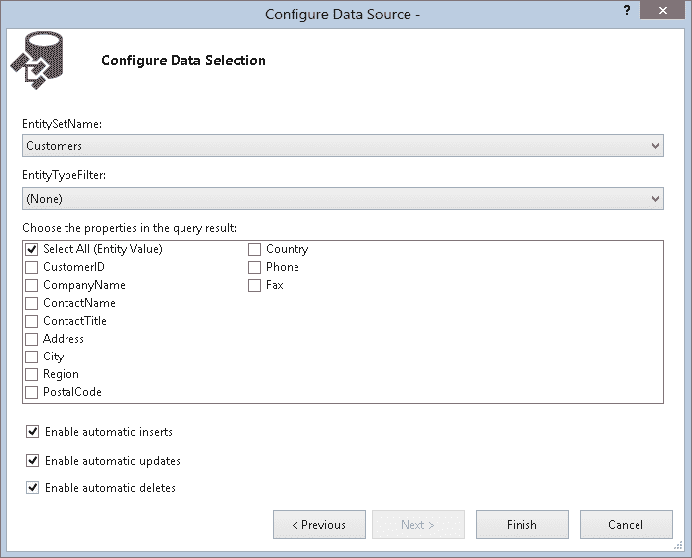 Configure Data Source -
?
Configure Data Selection
EntitySetName:
Customers
EntityTypeFilter:
(None)
Choose the properties in the query result:
Select All (Entity Value)
CustomerID
CompanyName
ContactName
ContactTitle
Address
City
Region
PostalCode
Country
Phone
Fax
Enable automatic inserts
Enable automatic updates
Enable automatic deletes
< Previous
Next >
Finish
Cancel